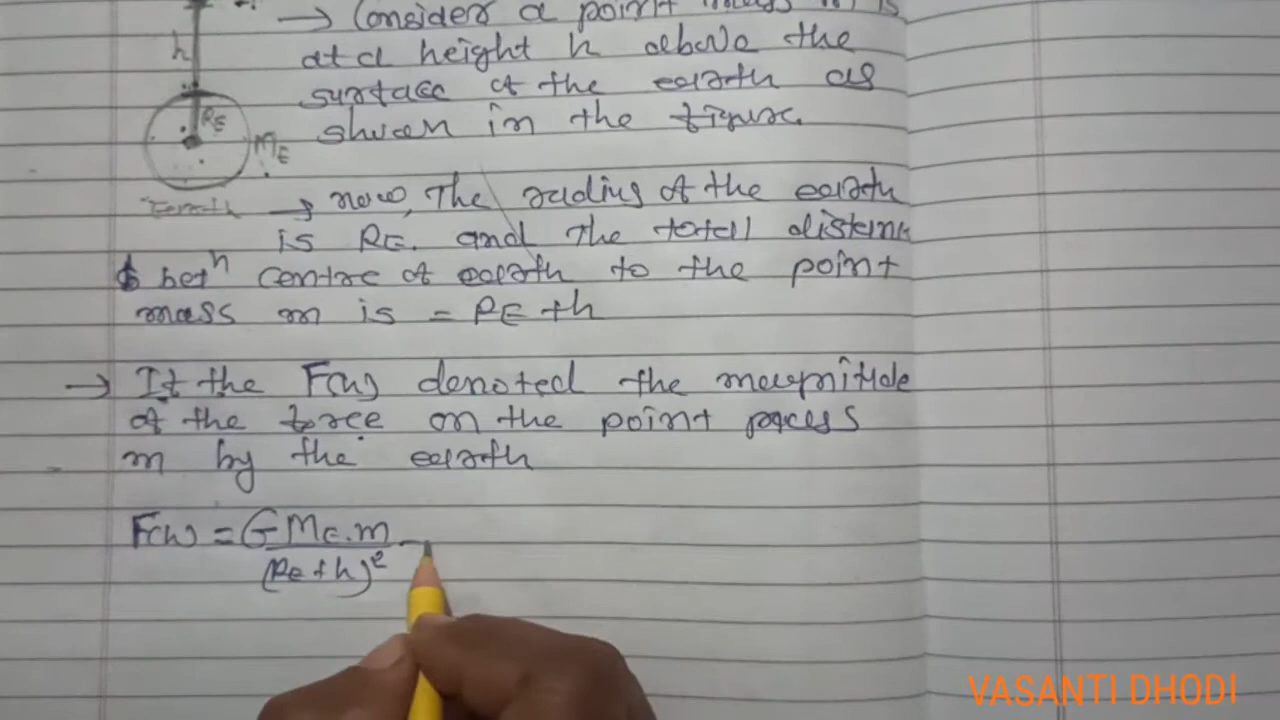 → Consider a point mass m is
h
at a height h above the
surface of the earth as
RE
shown in the figure.
ME
Earth
→ now, The radius of the earth
is RE. and the total distenc
betⁿ centre of earth to the point
mass m is = RE + h
→ If the F(h) denoted the magnitide
of the force on the point
m by the earth
F(h) = G ME.m
(RE + h)²
VASANTI DHODI